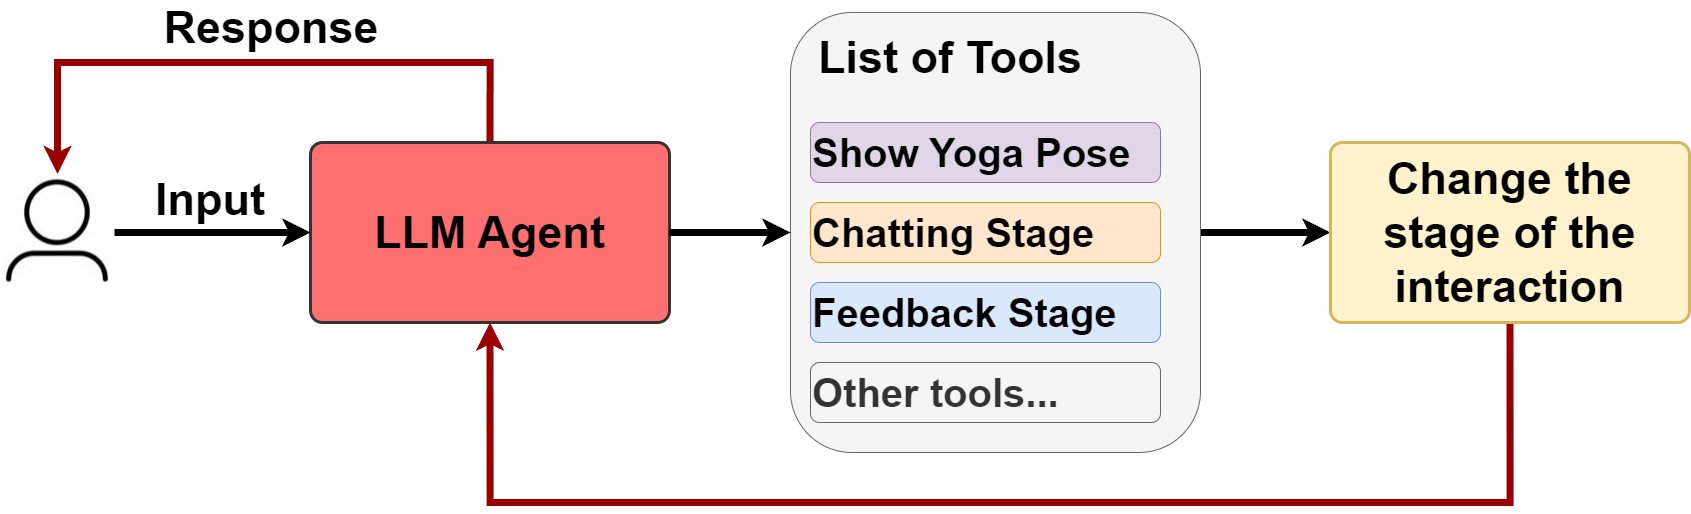 Response
Input
LLM Agent
List of Tools
Show Yoga Pose
Chatting Stage
Feedback Stage
Other tools...
Change the
stage of the
interaction